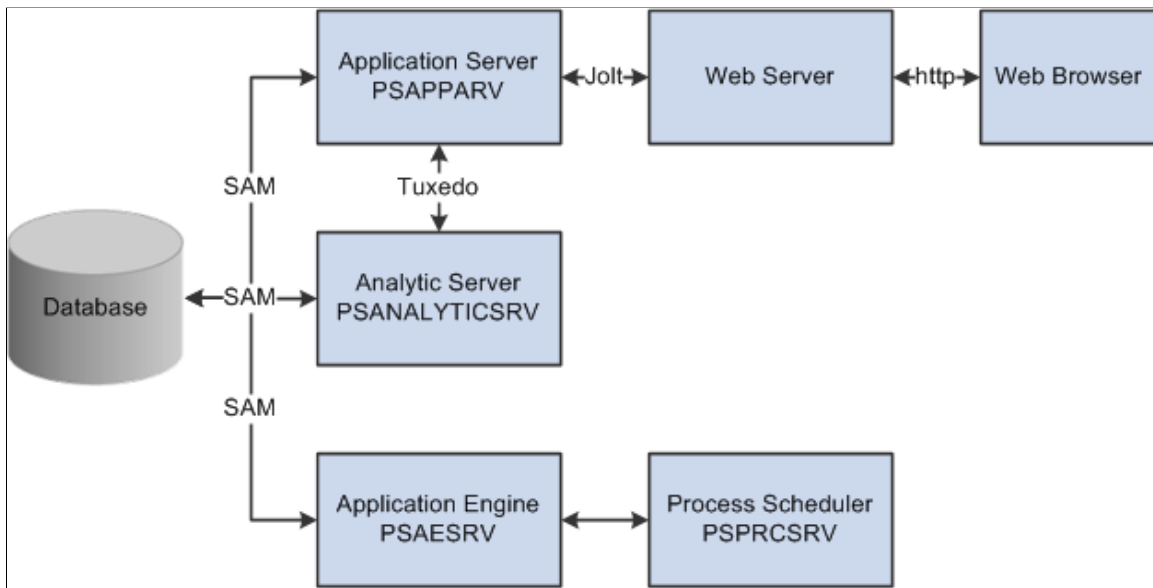 Application Server
PSAPPARV
Jolt
Web Server
http
Web Browser
SAM
Tuxedo
Database
SAM
Analytic Server
PSANALYTICSRV
SAM
Application Engine
PSAESRV
Process Scheduler
PSPRCSRV